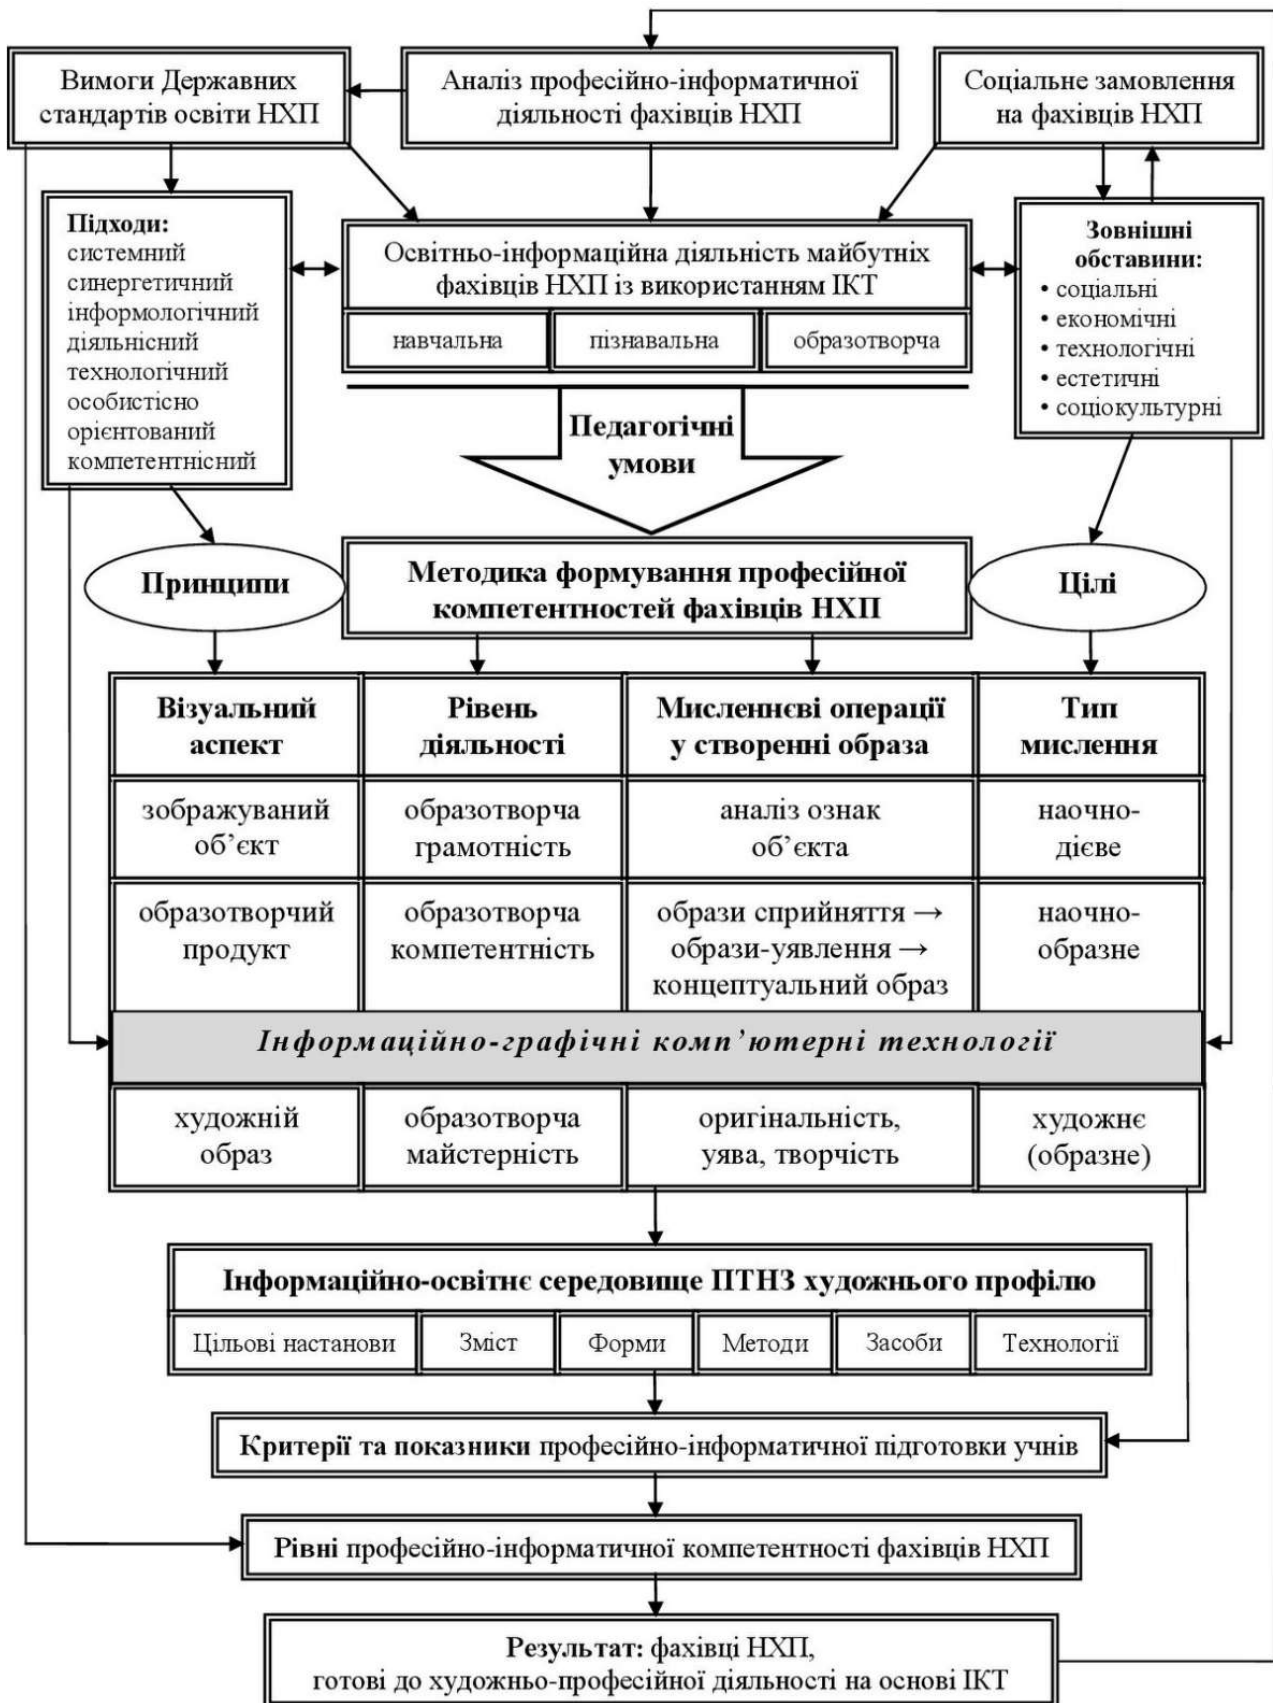 Вимоги Державних
стандартів освіти НХП
Аналіз професійно-інформатичної
діяльності фахівців НХП
Соціальне замовлення
на фахівців НХП
Підходи:
системний
синергетичний
інформологічний
діяльнісний
технологічний
особистісно
орієнтований
компетентнісний
Освітньо-інформаційна діяльність майбутніх
фахівців НХП із використанням ІКТ
навчальна
пізнавальна
образотворча
Зовнішні
обставини:
• соціальні
• економічні
• технологічні
• естетичні
• соціокультурні
Педагогічні
умови
Принципи
Методика формування професійної
компетентностей фахівців НХП
Цілі
Візуальний
аспект
Рівень
діяльності
Мисленнєві операції
у створенні образа
Тип
мислення
зображуваний
об’єкт
образотворча
грамотність
аналіз ознак
об’єкта
наочно-
дієве
образотворчий
продукт
образотворча
компетентність
образи сприйняття →
образи-уявлення →
концептуальний образ
наочно-
образне
Інформаційно-графічні комп’ютерні технології
художній
образ
образотворча
майстерність
оригінальність,
уява, творчість
художнє
(образне)
Інформаційно-освітнє середовище ПТНЗ художнього профілю
Цільові настанови
Зміст
Форми
Методи
Засоби
Технології
Критерії та показники професійно-інформатичної підготовки учнів
Рівні професійно-інформатичної компетентності фахівців НХП
Результат: фахівці НХП,
готові до художньо-професійної діяльності на основі ІКТ